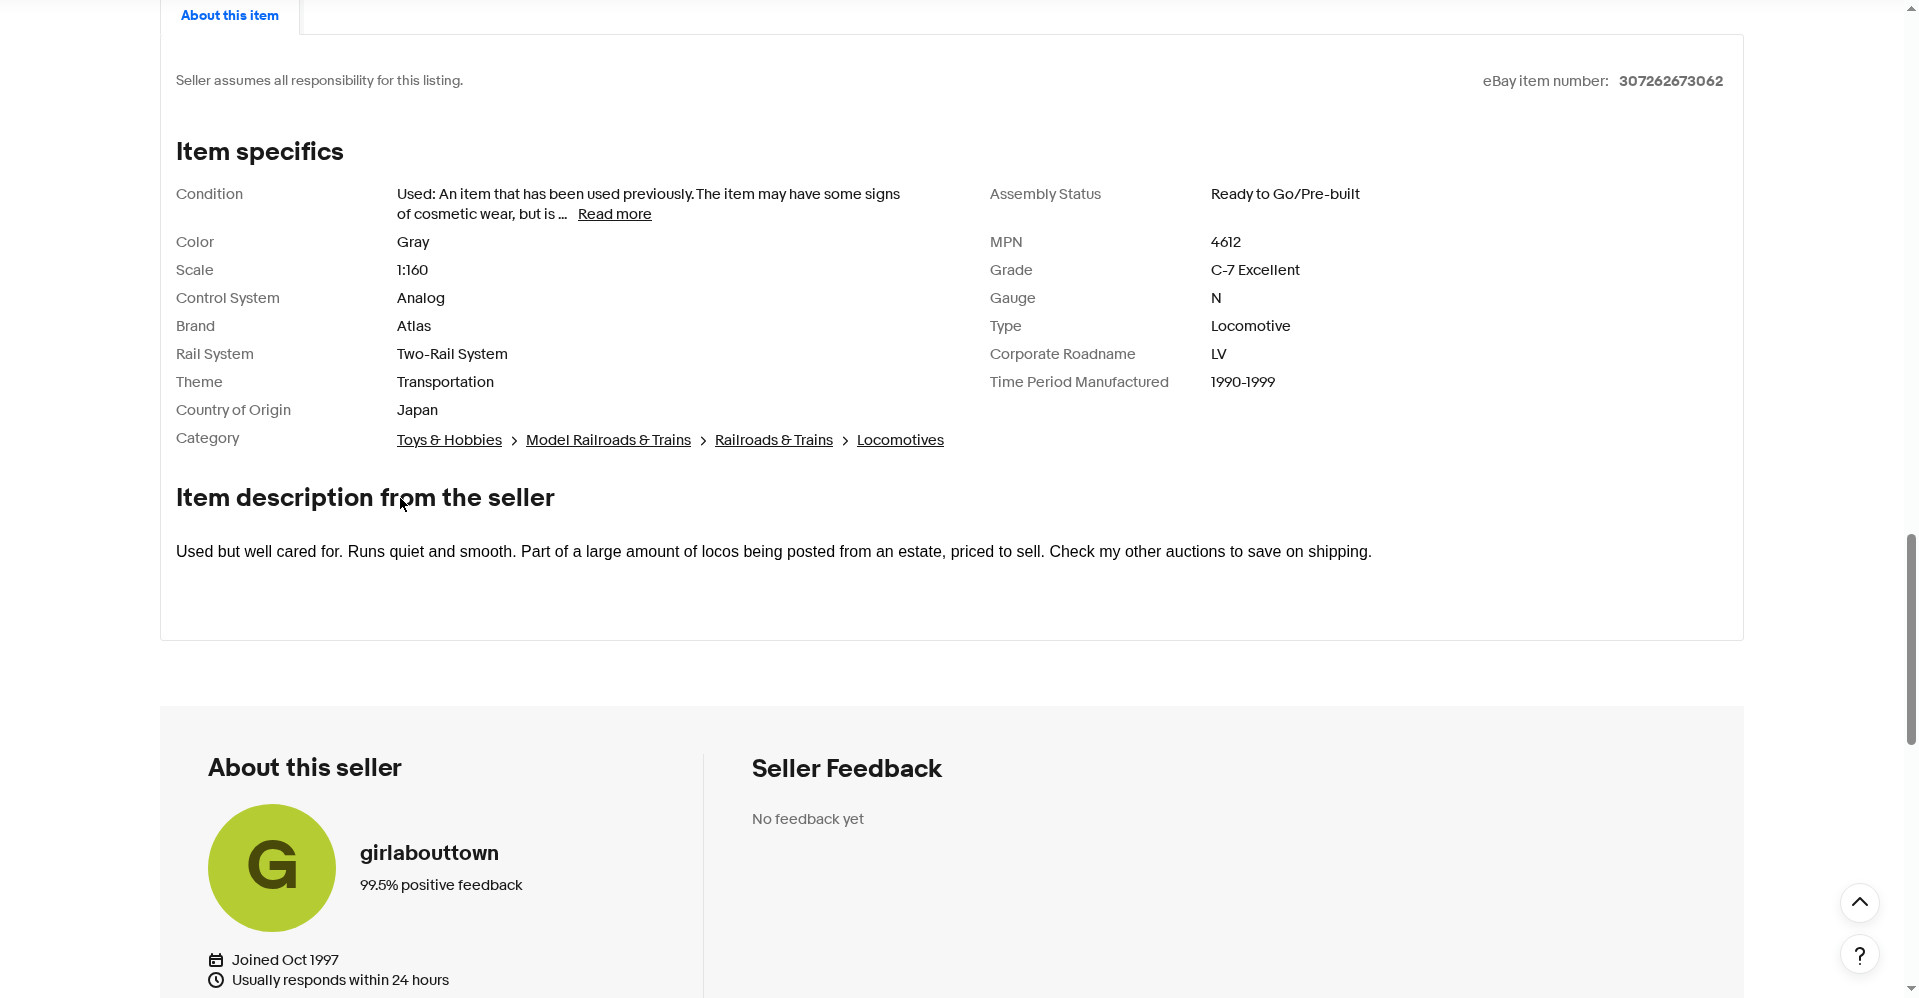 About this item
Seller assumes all responsibility for this listing.
eBay item number: 307262673062
Item specifics
Condition
Used: An item that has been used previously. The item may have some signs
of cosmetic wear, but is ... Read more
Assembly Status
Ready to Go/Pre-built
Color
Gray
MPN
4612
Scale
1:160
Grade
C-7 Excellent
Control System
Analog
Gauge
N
Brand
Atlas
Type
Locomotive
Rail System
Two-Rail System
Corporate Roadname
LV
Theme
Transportation
Time Period Manufactured
1990-1999
Country of Origin
Japan
Category
Toys & Hobbies > Model Railroads & Trains > Railroads & Trains > Locomotives
Item description from the seller
Used but well cared for. Runs quiet and smooth. Part of a large amount of locos being posted from an estate, priced to sell. Check my other auctions to save on shipping.
About this seller
G
girlabouttown
99.5% positive feedback
Joined Oct 1997
Usually responds within 24 hours
Seller Feedback
No feedback yet
?